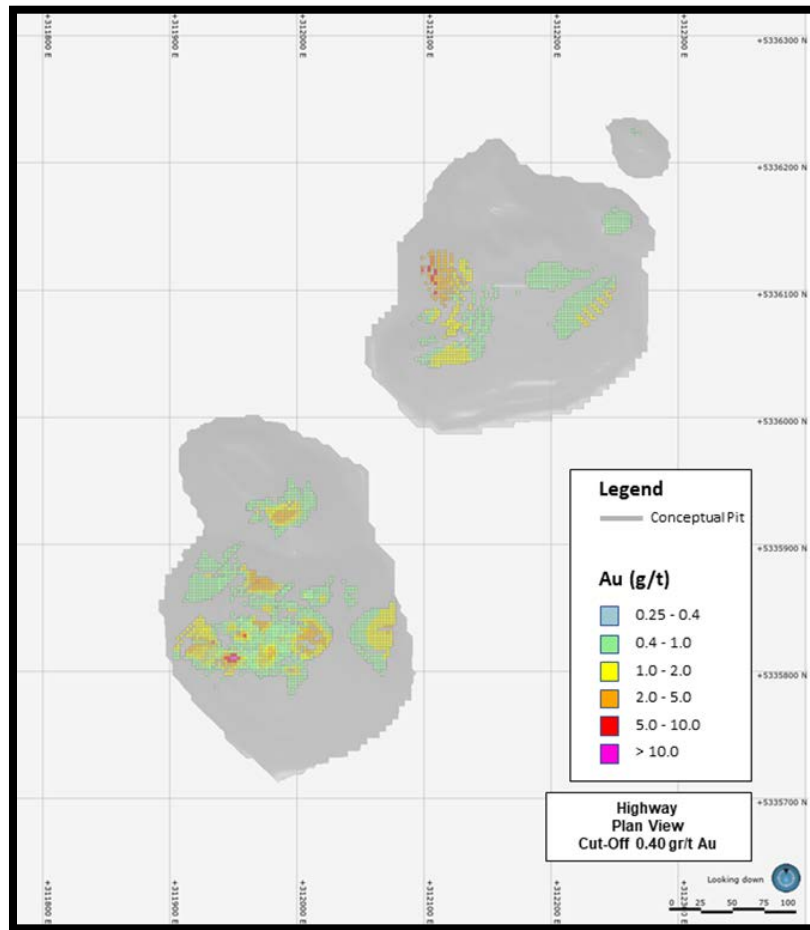 +311800 E
+311900 E
+312000 E
+312100 E
+312200 E
+312300 E
+5336300 N
+5336200 N
+5336100 N
+5336000 N
+5335900 N
+5335800 N
+5335700 N
Legend
Conceptual Pit
Au (g/t)
0.25 - 0.4
0.4 - 1.0
1.0 - 2.0
2.0 - 5.0
5.0 - 10.0
> 10.0
Highway
Plan View
Cut-Off 0.40 gr/t Au
Looking down
+311800 E
+311900 E
+312000 E
+312100 E
+312200 E
+312300 E
0 25 50 75 100